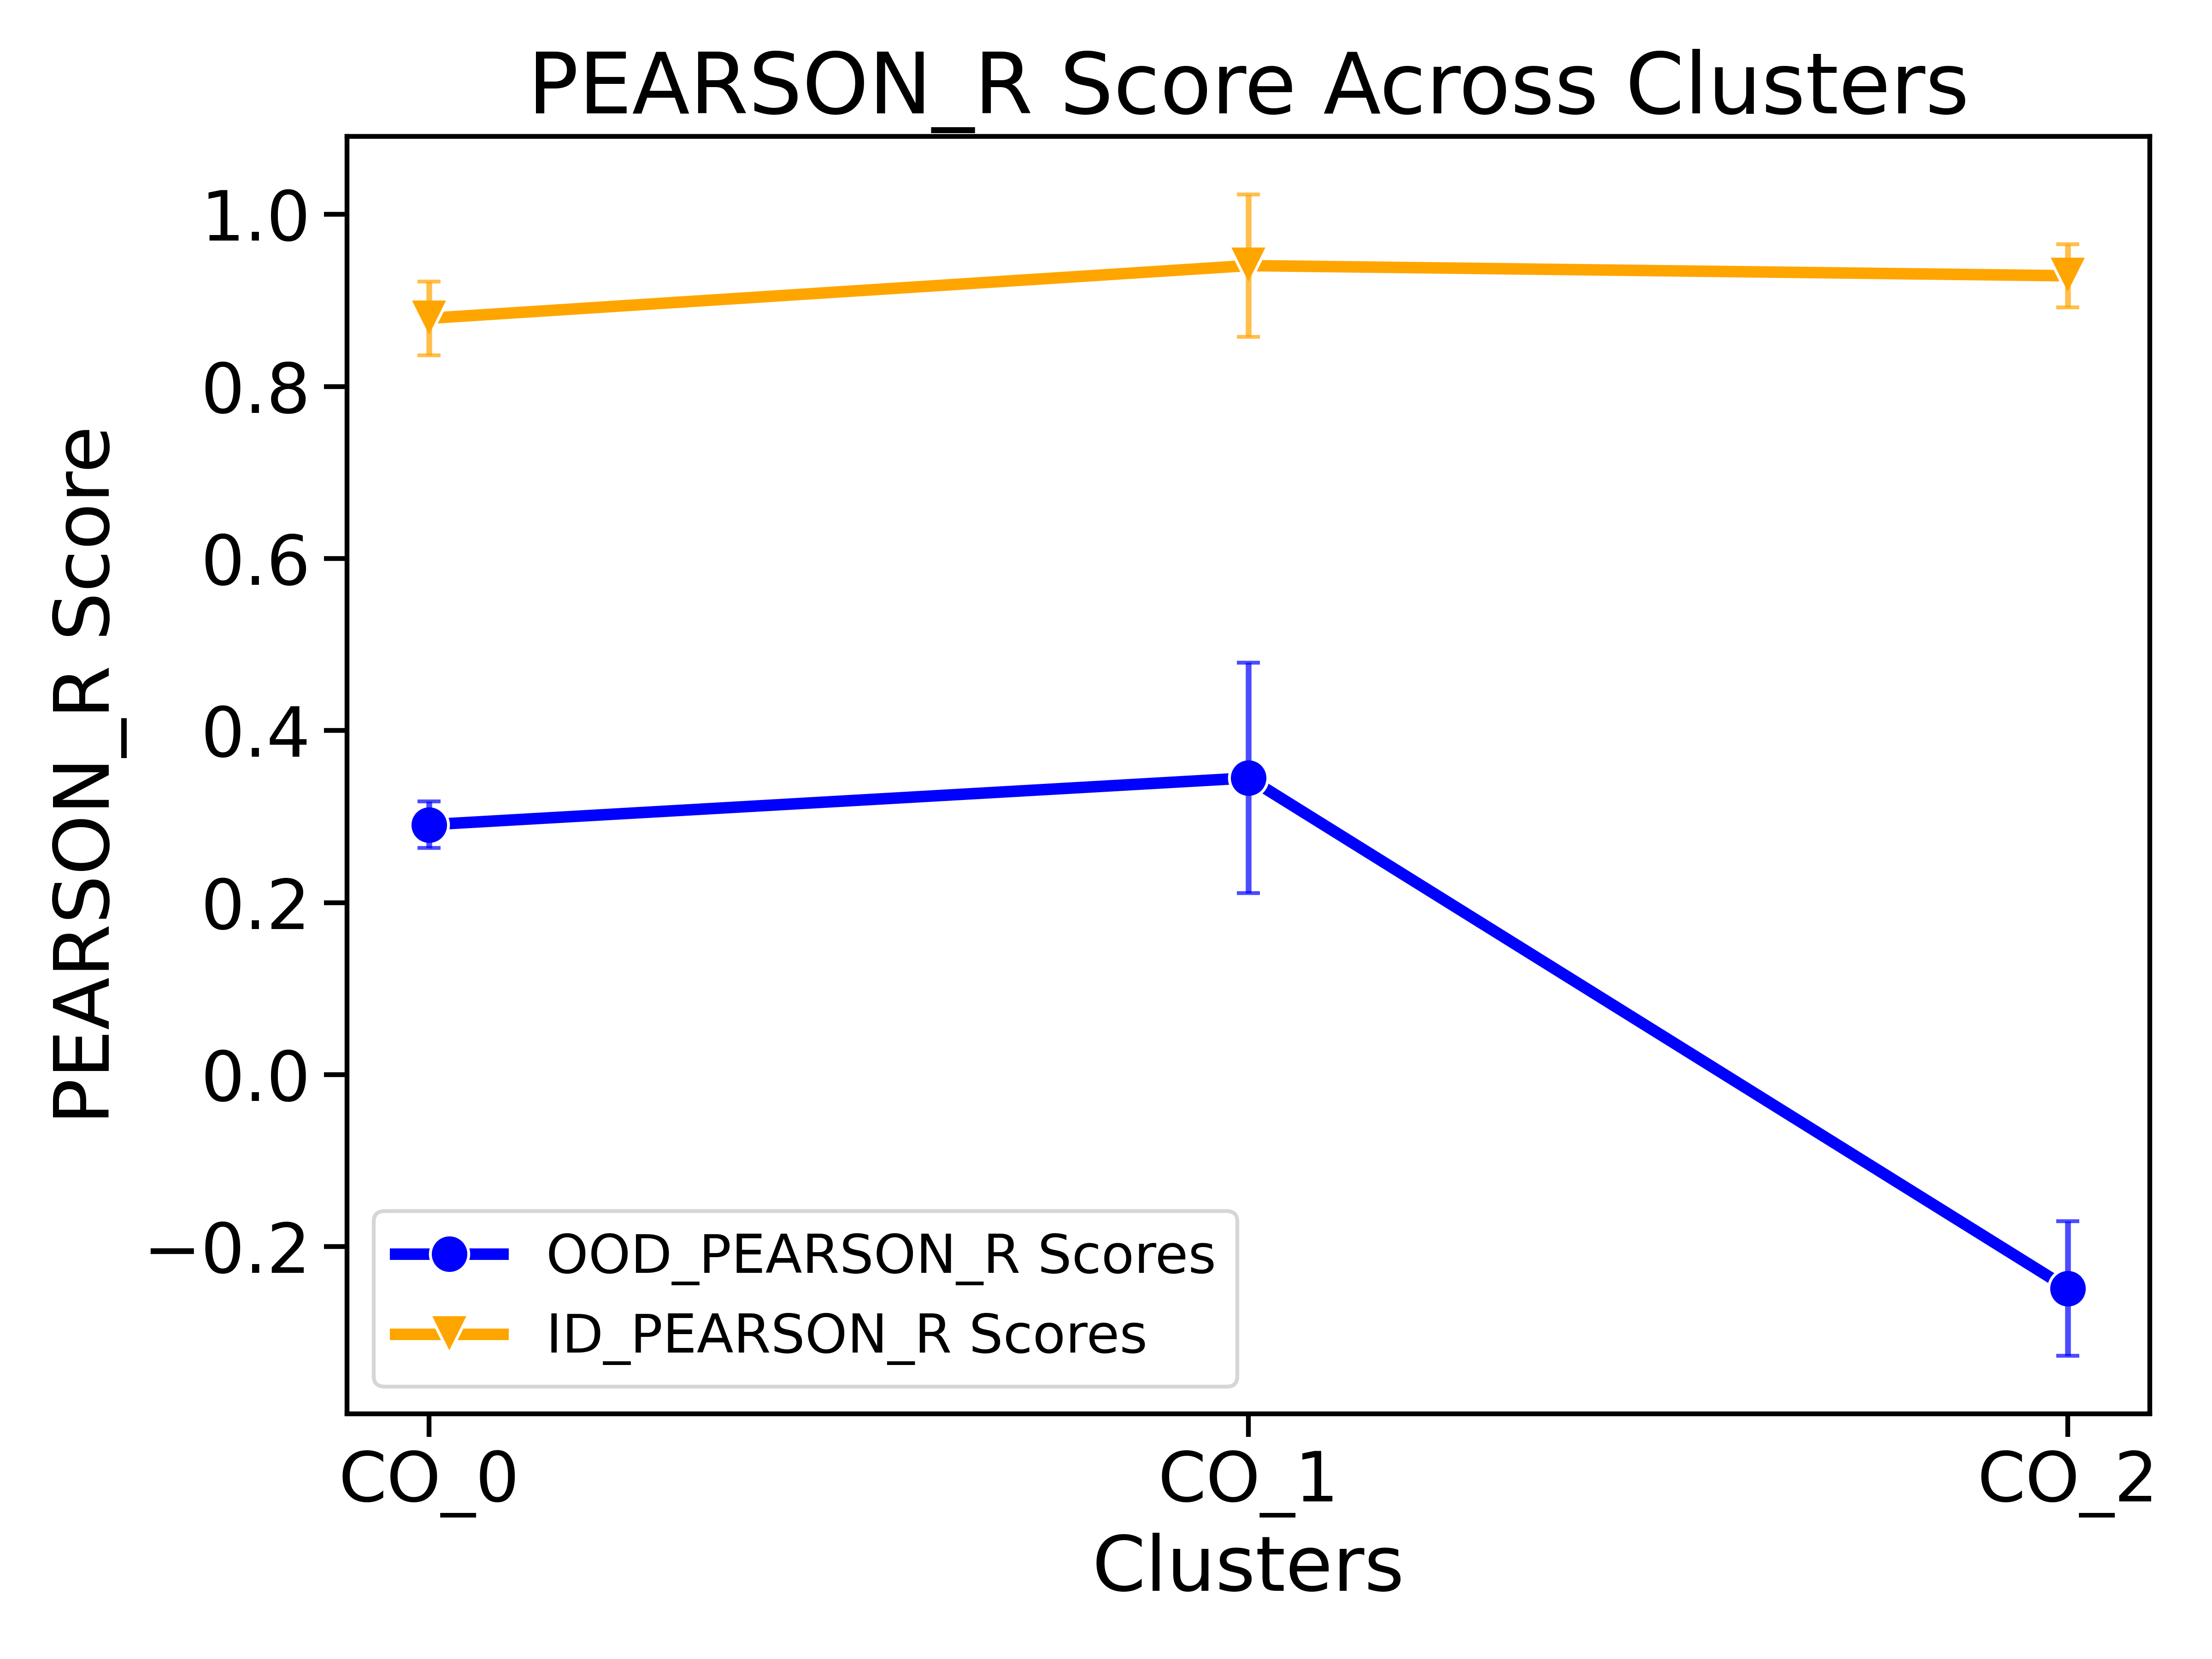 PEARSON_R Score Across Clusters
PEARSON_R Score
1.0
0.8
0.6
0.4
0.2
0.0
−0.2
OOD_PEARSON_R Scores
ID_PEARSON_R Scores
CO_0 CO_1 CO_2
Clusters